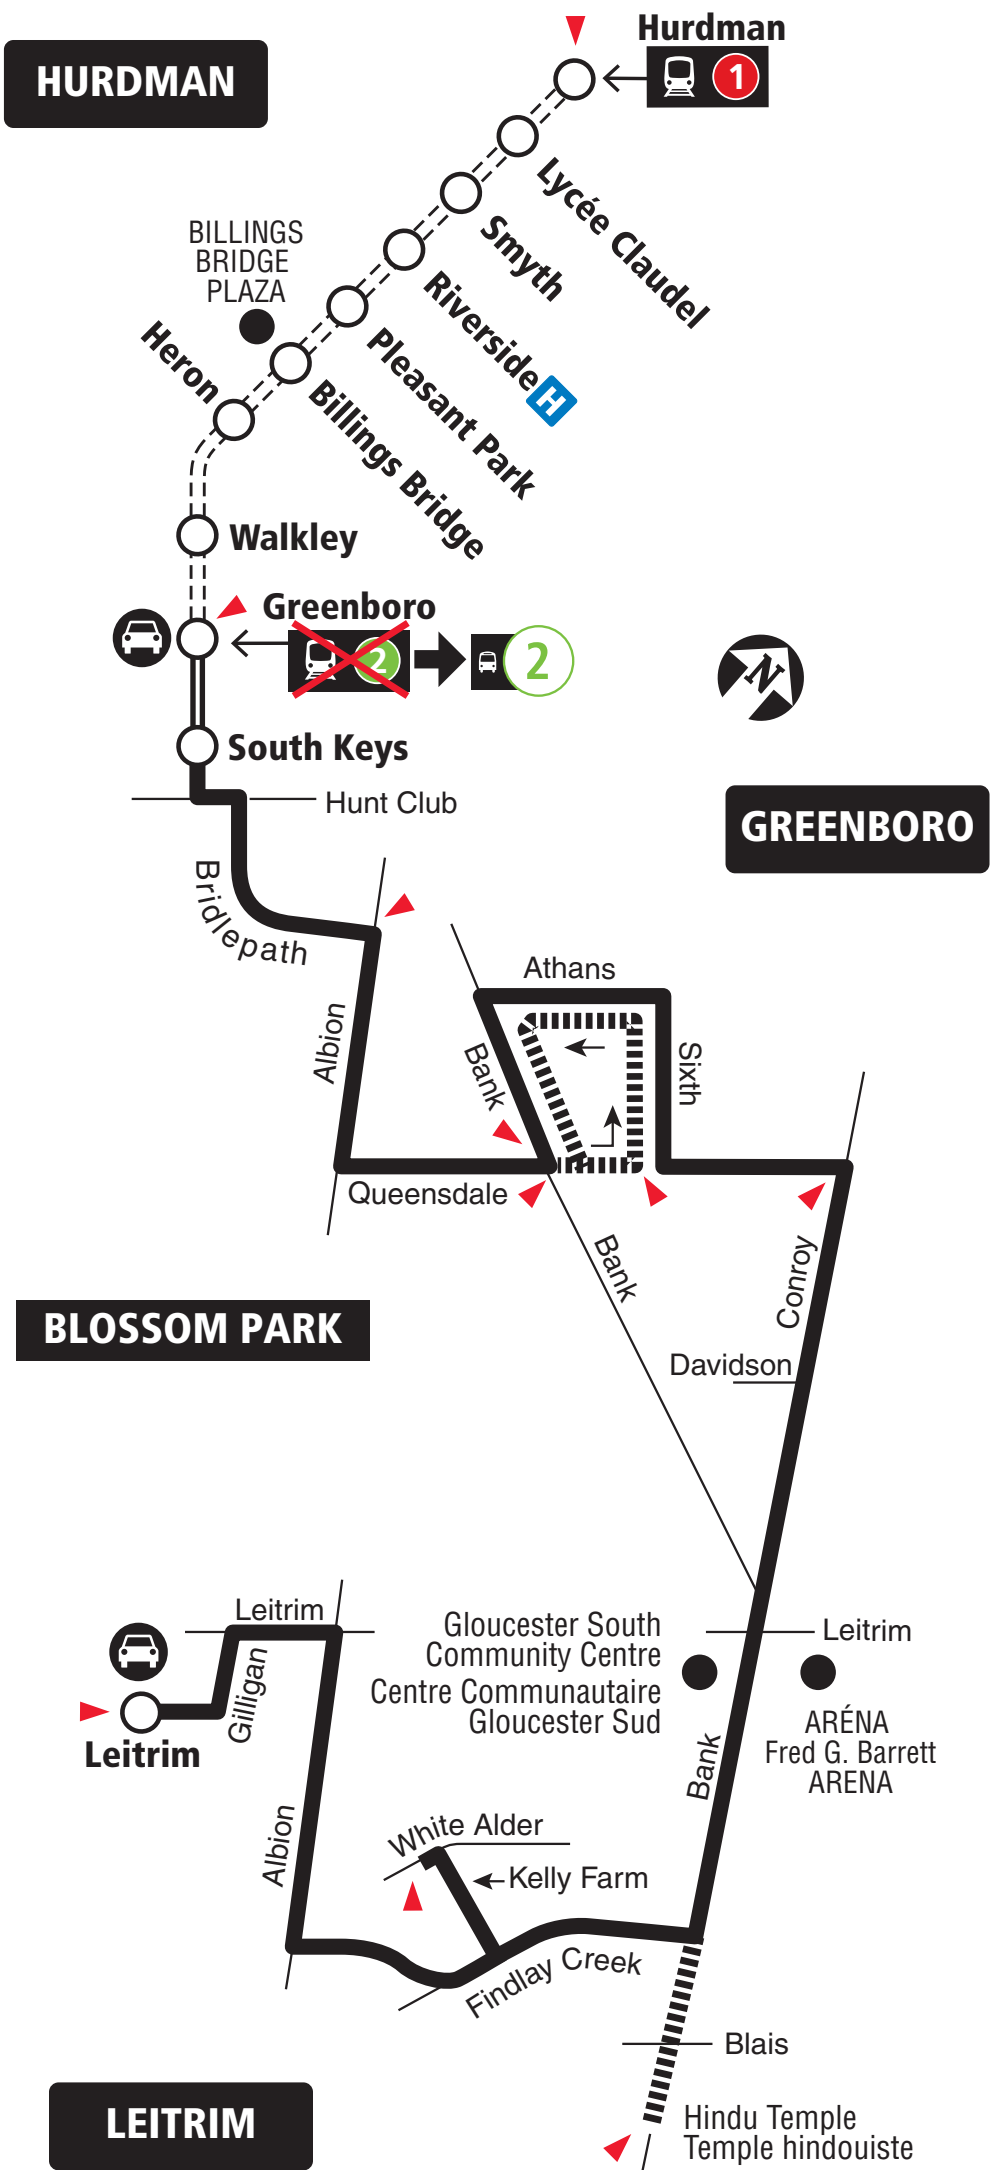 Hurdman
1
HURDMAN
Lycée Claudel
Smyth
BILLINGS
BRIDGE
PLAZA
Riverside
H
Pleasant Park
Heron
Billings Bridge
Walkley
Greenboro
2
2
N
South Keys
Hunt Club
GREENBORO
Bridlepath
Athans
Albion
Bank
Sixth
Queensdale
Bank
Conroy
BLOSSOM PARK
Davidson
Leitrim
Gloucester South
Community Centre
Centre Communautaire
Gloucester Sud
Leitrim
Gilligan
Leitrim
ARÉNA
Fred G. Barrett
ARENA
Bank
Albion
White Alder
Kelly Farm
Findlay Creek
Blais
LEITRIM
Hindu Temple
Temple hindouiste